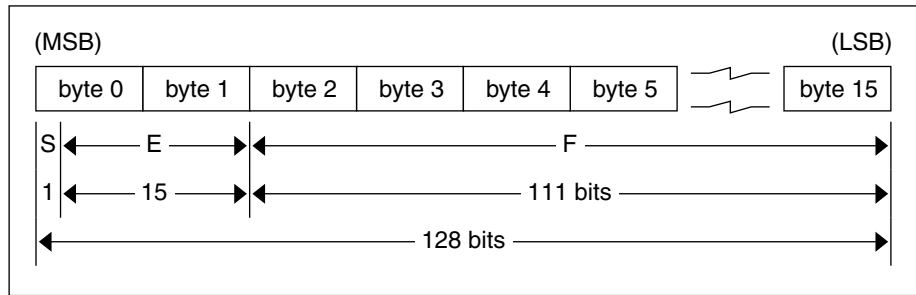 (MSB) (LSB)
byte 0 byte 1 byte 2 byte 3 byte 4 byte 5 byte 15
S E F
1 15 111 bits
128 bits